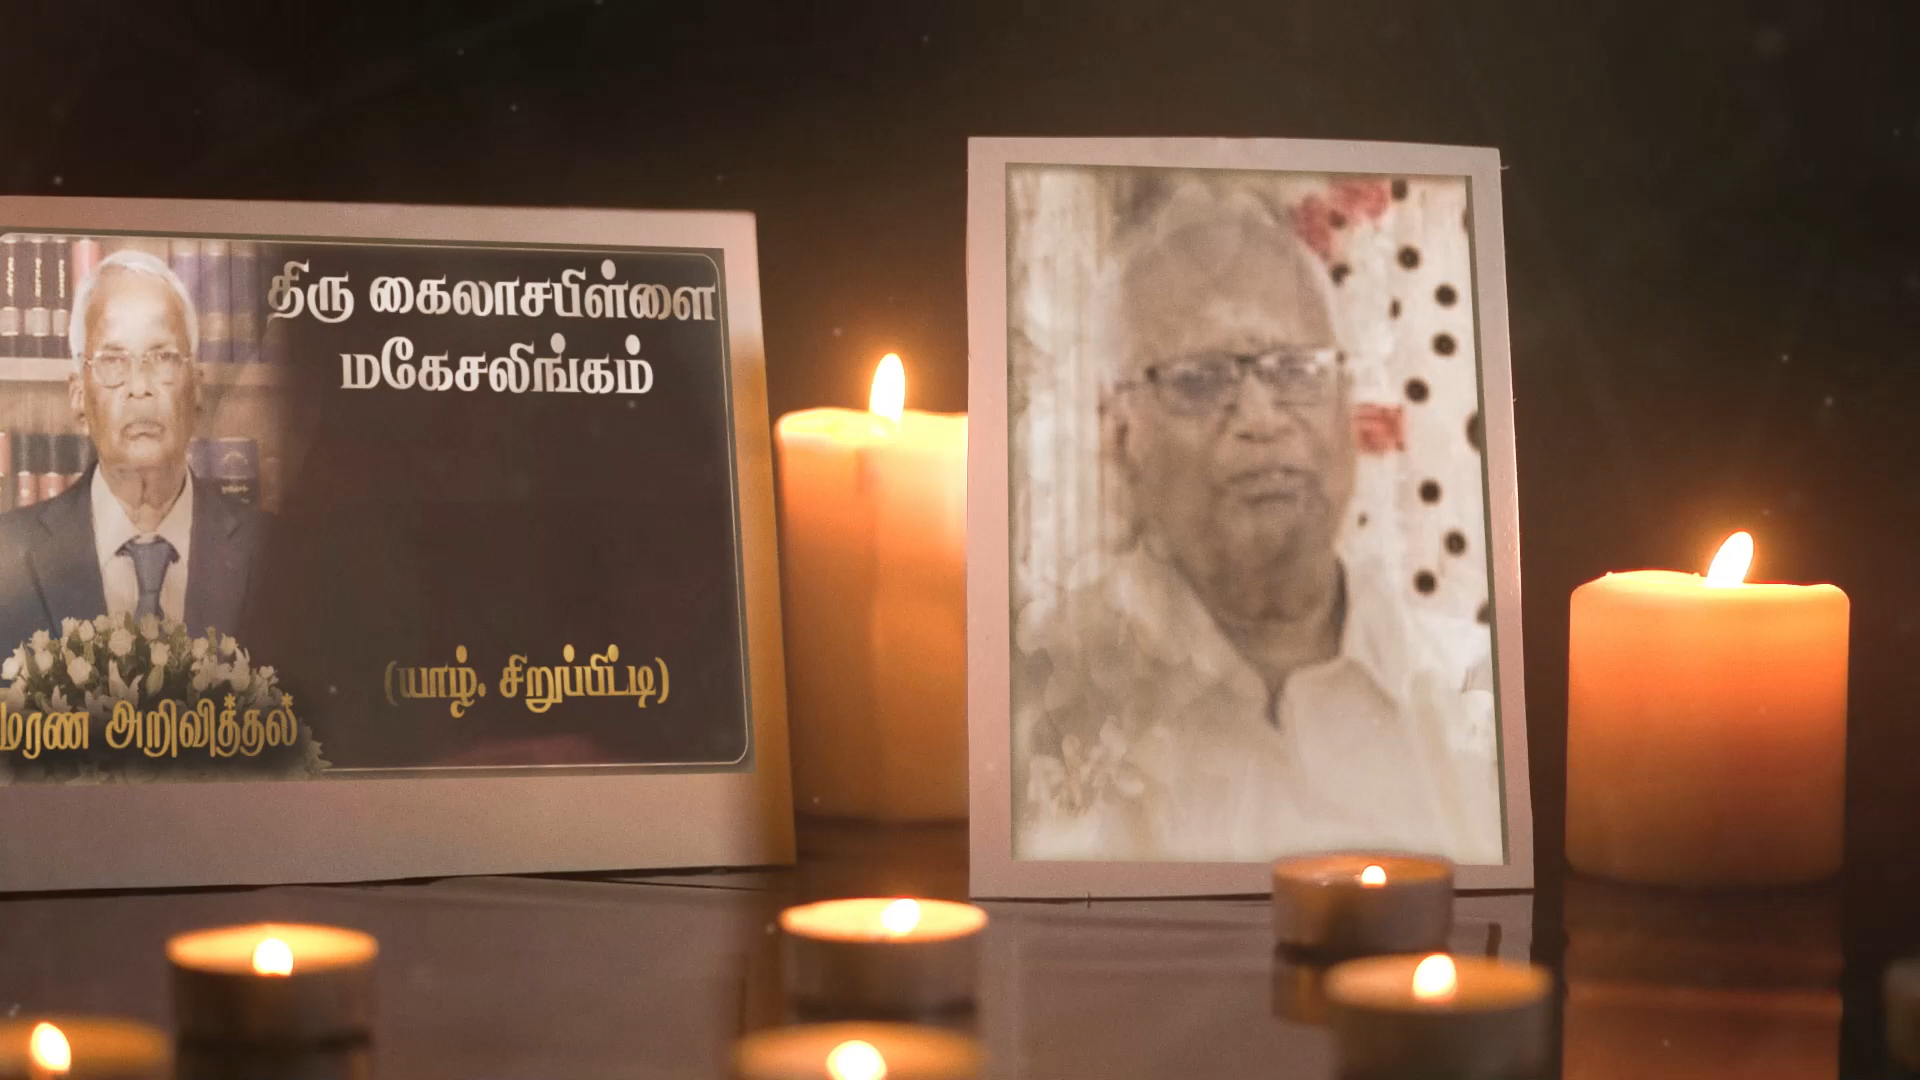 திரு கைலாசபிள்ளை
மகேசலிங்கம்
(யாழ். சிறுப்பிட்டி)
மரண அறிவித்தல்